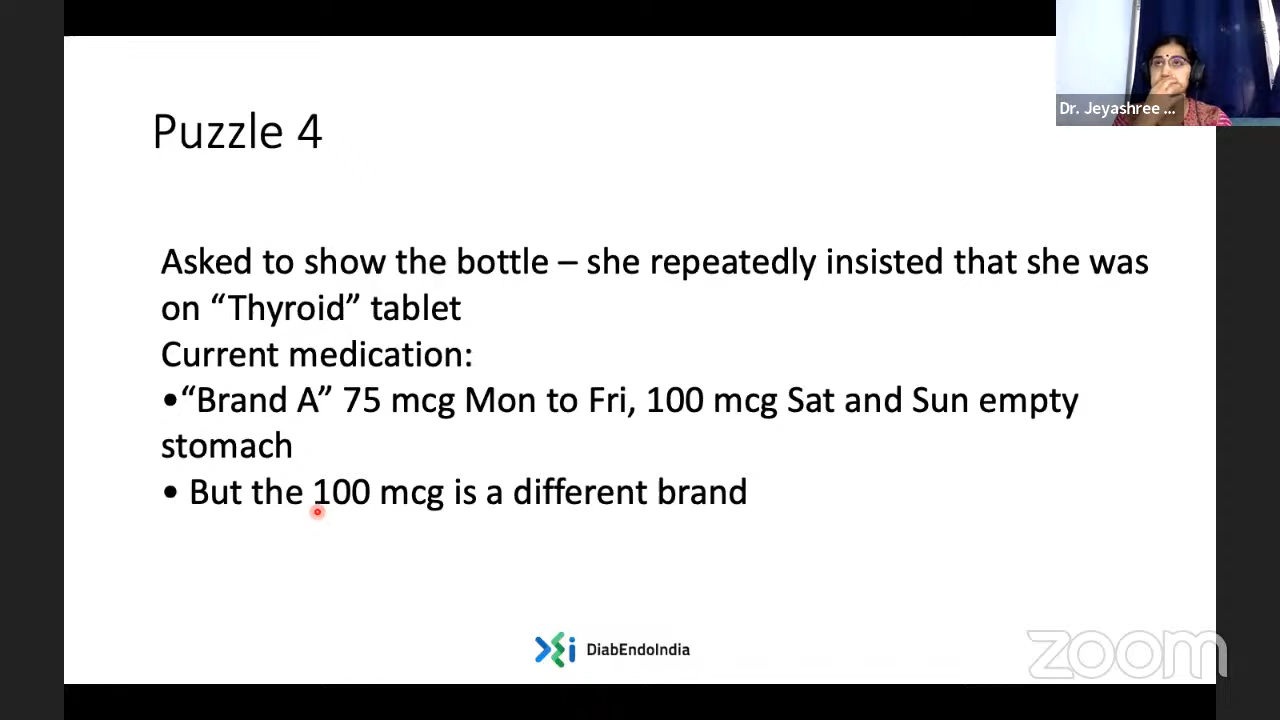 Dr. Jeyashree ...
Puzzle 4
Asked to show the bottle – she repeatedly insisted that she was
on “Thyroid” tablet
Current medication:
•“Brand A” 75 mcg Mon to Fri, 100 mcg Sat and Sun empty
stomach
• But the 100 mcg is a different brand
DiabEndoIndia
zoom